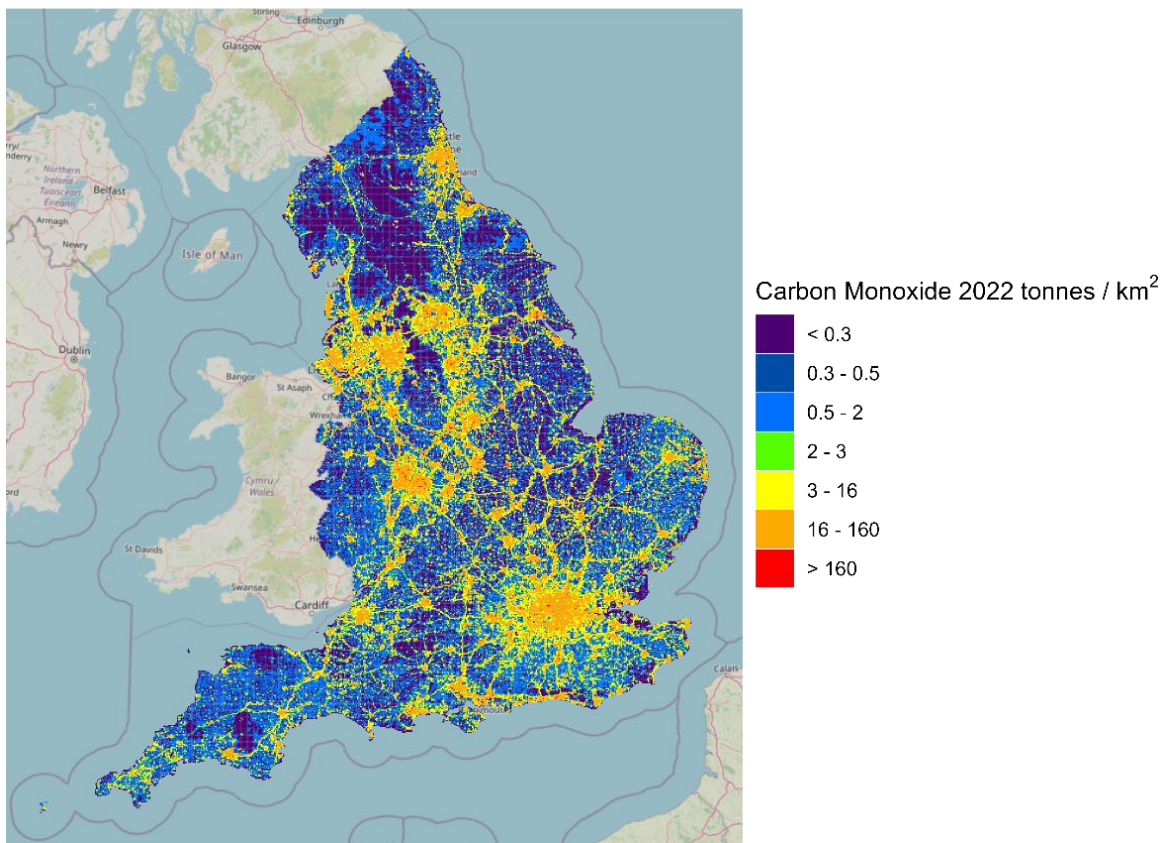 Stirling
Edinburgh
Glasgow
Northern
Ireland
Tuaisceart
Éireann
Belfast
Armagh
Newry
Isle of Man
Dublin
Bangor
St Asaph
Wrexham
Cymru /
Wales
St Davids
Swansea
Cardiff
Calais
Carbon Monoxide 2022 tonnes / km²
< 0.3
0.3 - 0.5
0.5 - 2
2 - 3
3 - 16
16 - 160
> 160